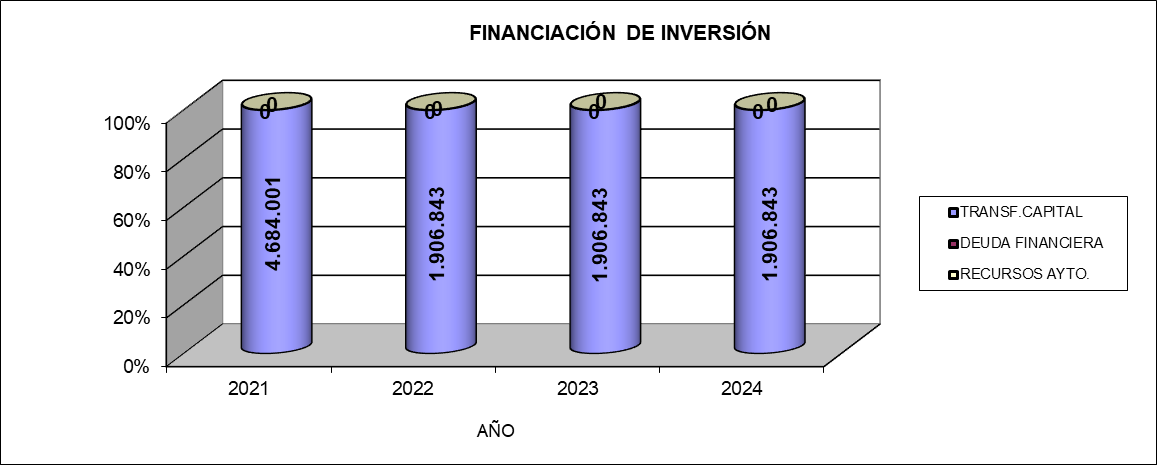 FINANCIACIÓN DE INVERSIÓN
100%
80%
60%
40%
20%
0%
0 0
0 0
0 0
0 0
4.684.001
1.906.843
1.906.843
1.906.843
2021 2022 2023 2024
AÑO
TRANSF.CAPITAL
DEUDA FINANCIERA
RECURSOS AYTO.